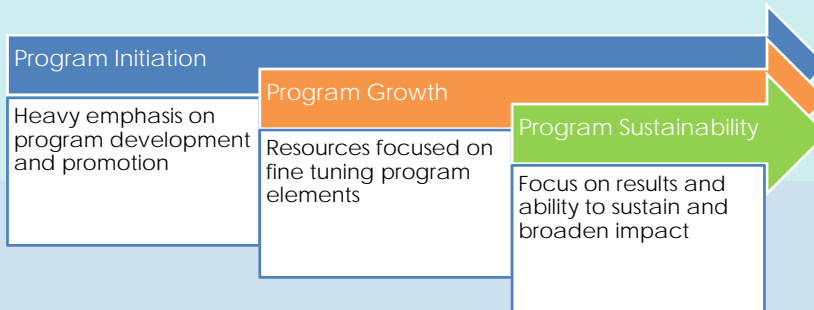 Program Initiation
Heavy emphasis on
program development
and promotion
Program Growth
Resources focused on
fine tuning program
elements
Program Sustainability
Focus on results and
ability to sustain and
broaden impact